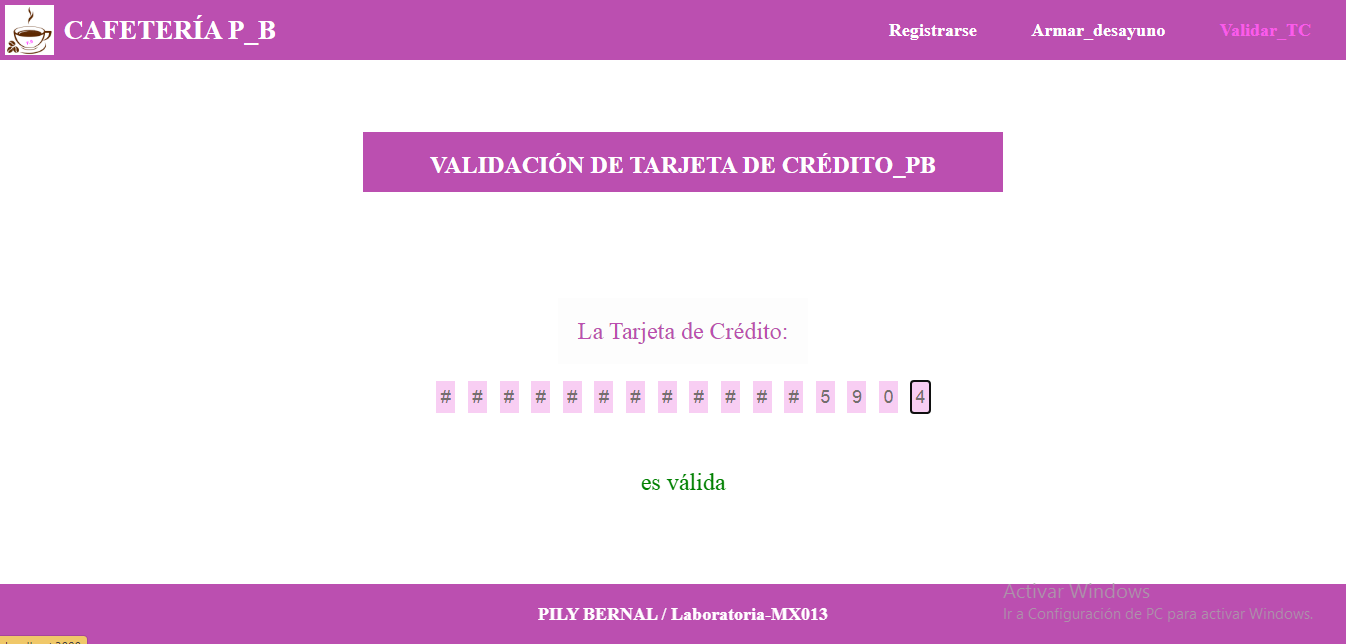 CAFETERÍA P_B
Registrarse Armar_desayuno Validar_TC
VALIDACIÓN DE TARJETA DE CRÉDITO_PB
La Tarjeta de Crédito:
# # # # # # # # # # # # 5 9 0 4
es válida
Activar Windows
Ir a Configuración de PC para activar Windows.
PILY BERNAL / Laboratoria-MX013